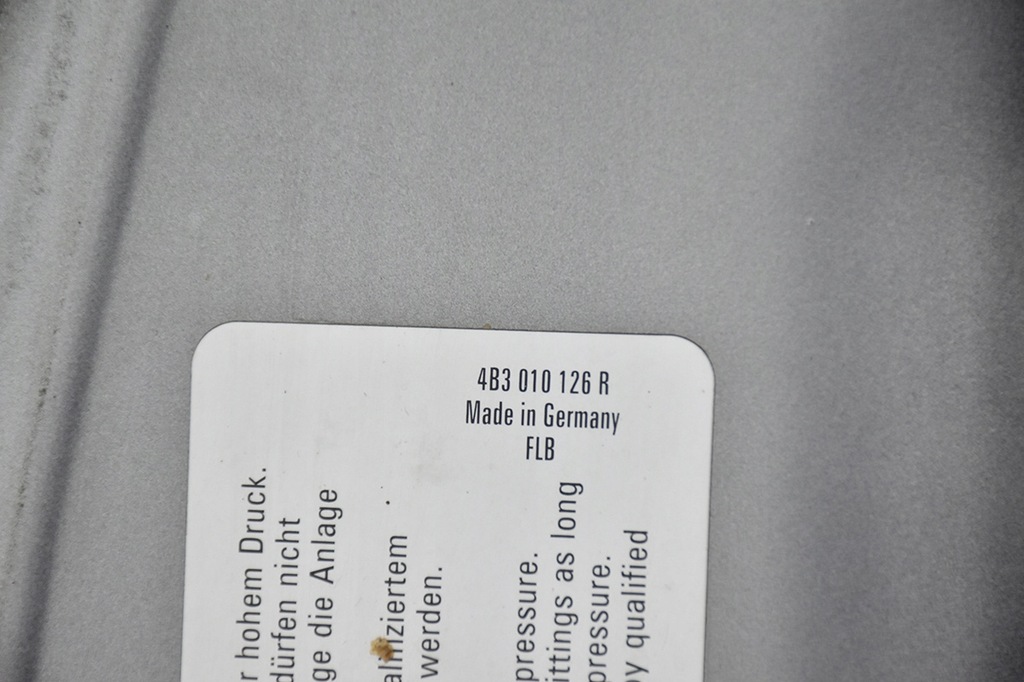 4B3 010 126 R
Made in Germany
FLB
r hohem Druck.
dürfen nicht
ge die Anlage
alifiziertem
werden.
pressure.
ittings as long
pressure.
by qualified